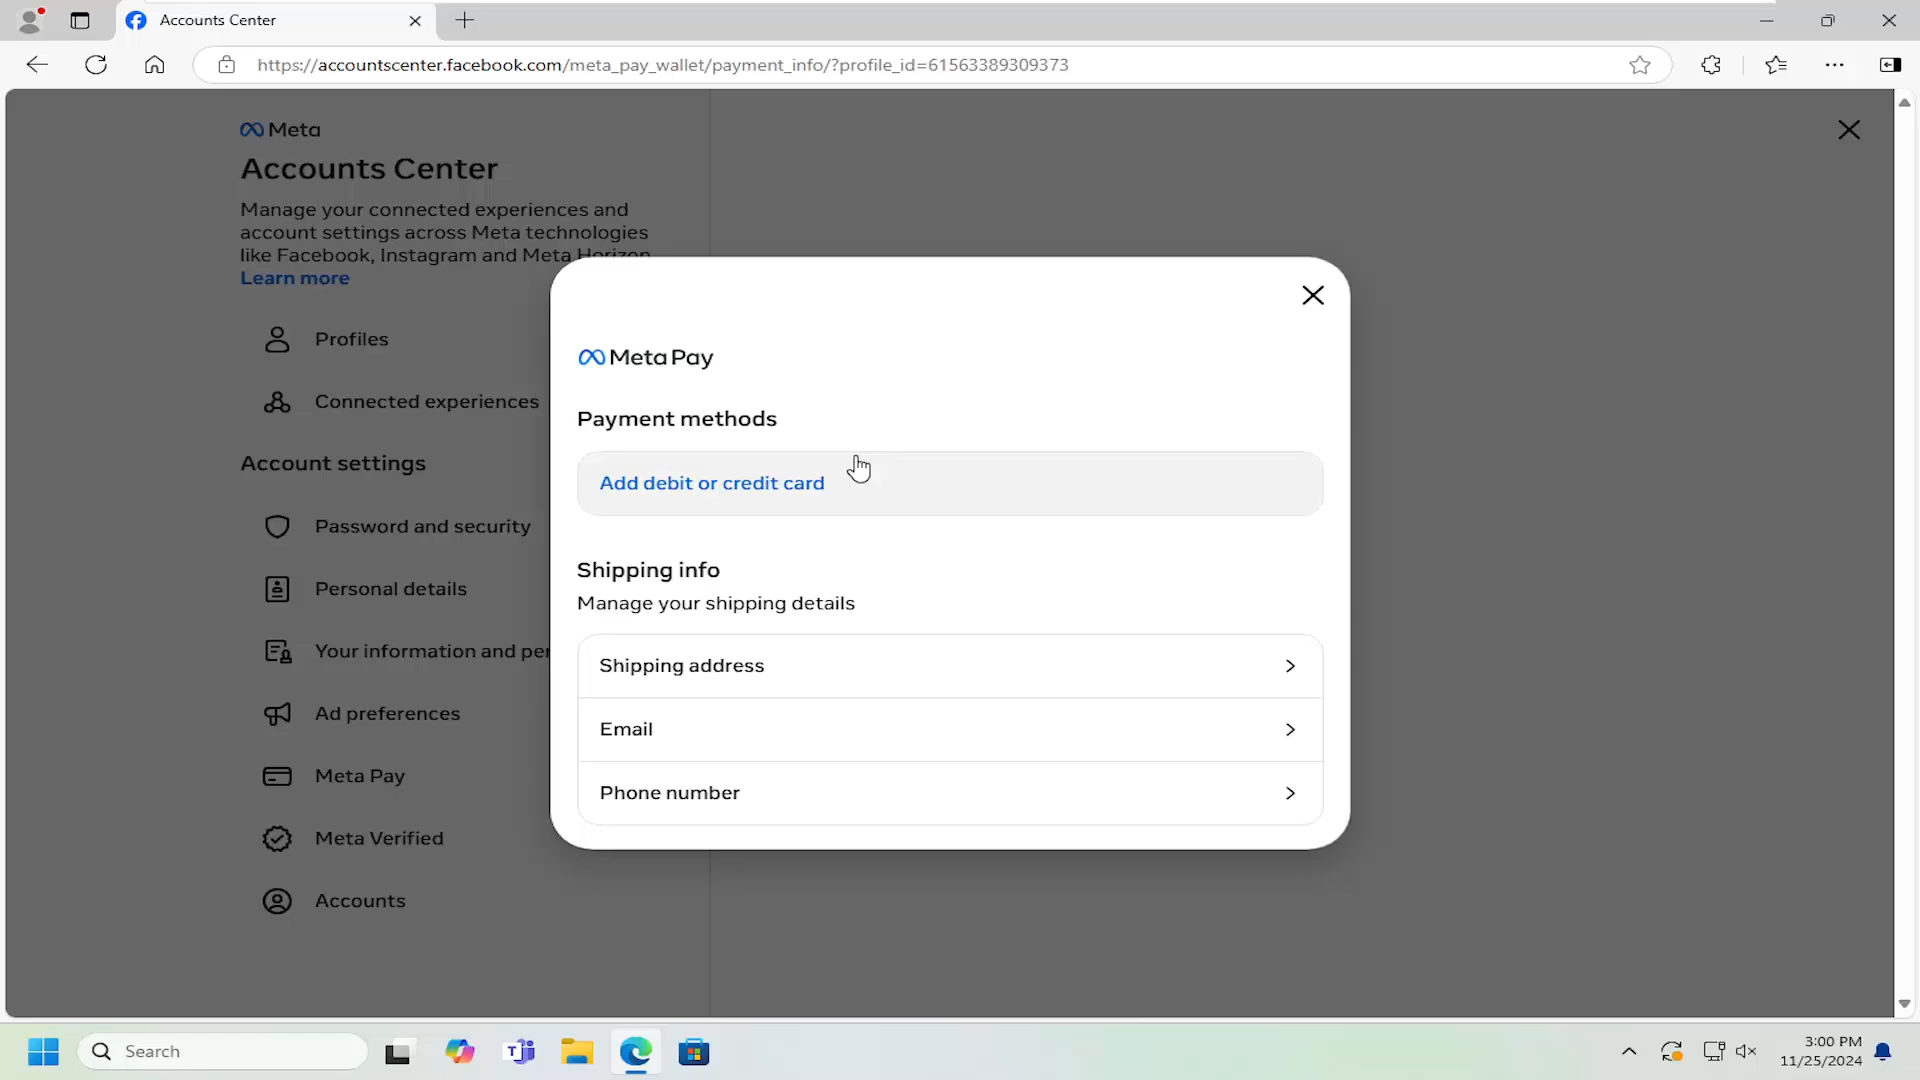 Accounts Center
https://accountscenter.facebook.com/meta_pay_wallet/payment_info/?profile_id=61563389309373
Meta
Accounts Center
Manage your connected experiences and
account settings across Meta technologies
like Facebook, Instagram and Meta Horizon.
Learn more
Profiles
Connected experiences
Account settings
Password and security
Personal details
Your information and per
Ad preferences
Meta Pay
Meta Verified
Accounts
Meta Pay
Payment methods
Add debit or credit card
Shipping info
Manage your shipping details
Shipping address
Email
Phone number
Search
3:00 PM
11/25/2024